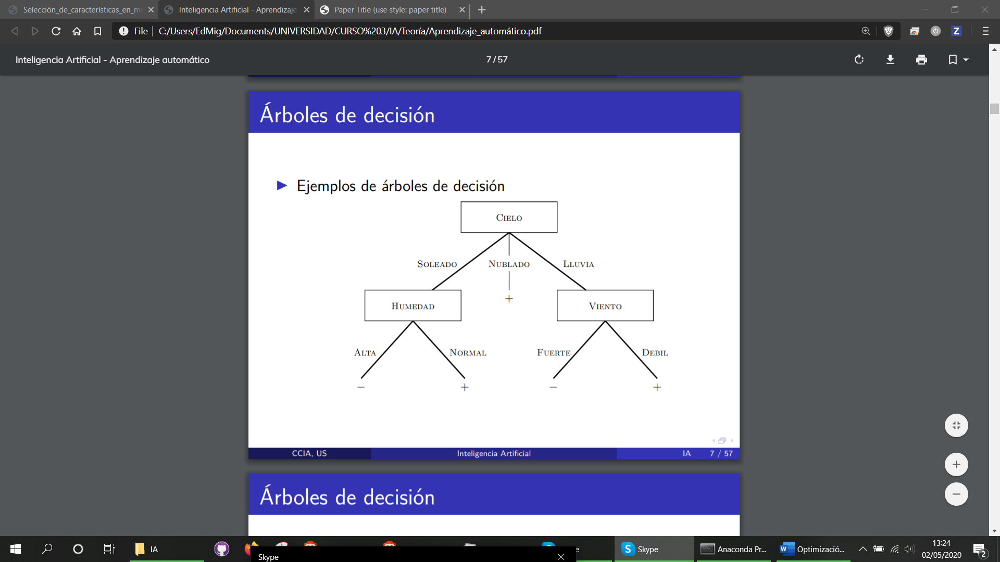 Selección_de_características_en_mo
Inteligencia Artificial - Aprendizaje
Paper Title (use style: paper title)
File
C:/Users/EdMig/Documents/UNIVERSIDAD/CURSO%203/IA/Teoría/Aprendizaje_automático.pdf
Z
Inteligencia Artificial - Aprendizaje automático
7 / 57
Árboles de decisión
Ejemplos de árboles de decisión
CIELO
SOLEADO NUBLADO LLUVIA
+
HUMEDAD VIENTO
ALTA NORMAL FUERTE DEBIL
− + − +
CCIA, US Inteligencia Artificial IA 7 / 57
Árboles de decisión
IA
e
S Skype
Anaconda Pr...
W Optimizació...
13:24
02/05/2020
2
Skype